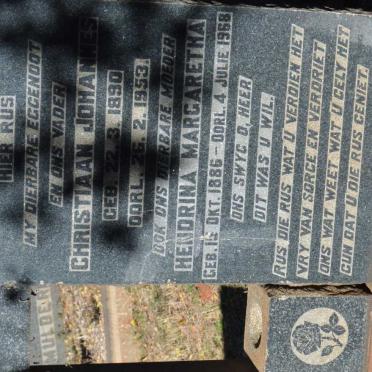 HIER RUS
MY DIERBARE EGGENOOT
EN ONS VADER
CHRISTIAAN JOHANNES
GEB. 22. 3. 1890
OORL. 26. 2. 1953
OOK ONS DIERBARE MOEDER
HENDRINA MARGARETHA
GEB. 15 OKT. 1886 - OORL. 4. JULIE 1968
ONS SWYG O, HEER
DIT WAS U WIL.
RUS DIE RUS WAT U VERDIEN HET
VRY VAN SORGE EN VERDRIET
ONS WAT WEET WAT U GELY HET
GUN DAT U DIE RUS GENIET
MULDER